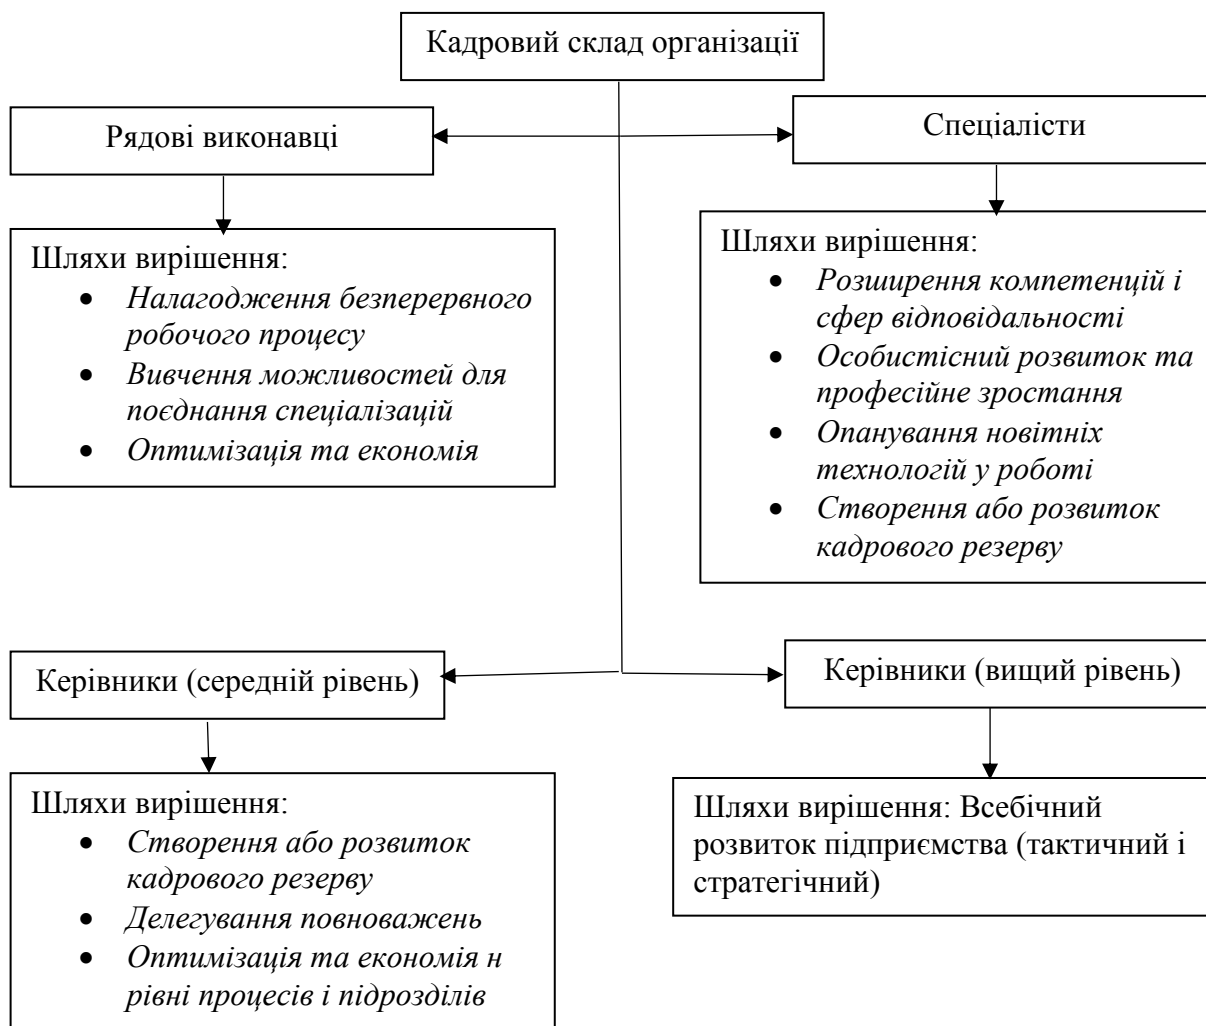 Кадровий склад організації
Рядові виконавці
Спеціалісти
Шляхи вирішення:
• Налагодження безперервного
робочого процесу
• Вивчення можливостей для
поєднання спеціалізацій
• Оптимізація та економія
Шляхи вирішення:
• Розширення компетенцій і
сфер відповідальності
• Особистісний розвиток та
професійне зростання
• Опанування новітніх
технологій у роботі
• Створення або розвиток
кадрового резерву
Керівники (середній рівень)
Керівники (вищий рівень)
Шляхи вирішення:
• Створення або розвиток
кадрового резерву
• Делегування повноважень
• Оптимізація та економія н
рівні процесів і підрозділів
Шляхи вирішення: Всебічний
розвиток підприємства (тактичний і
стратегічний)